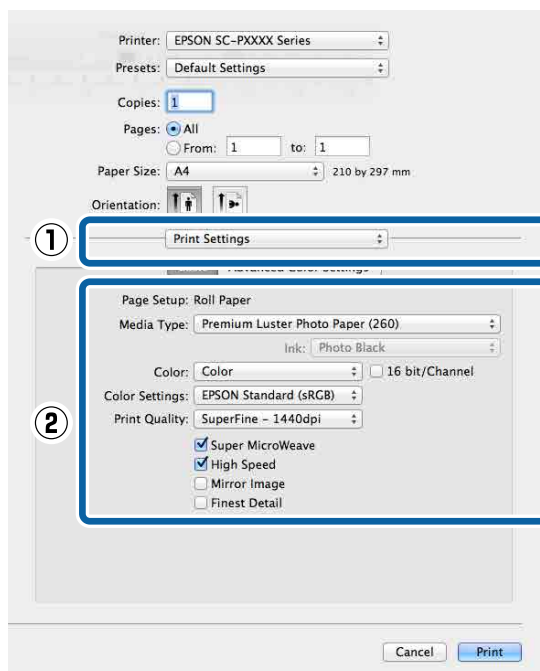 Printer: EPSON SC-PXXXX Series
Presets: Default Settings
Copies: 1
Pages: All
From: 1 to: 1
Paper Size: A4 210 by 297 mm
Orientation:
1 Print Settings
Advanced Color Settings
Page Setup: Roll Paper
Media Type: Premium Luster Photo Paper (260)
Ink: Photo Black
Color: Color 16 bit/Channel
Color Settings: EPSON Standard (sRGB)
2 Print Quality: SuperFine – 1440dpi
Super MicroWeave
High Speed
Mirror Image
Finest Detail
Cancel Print